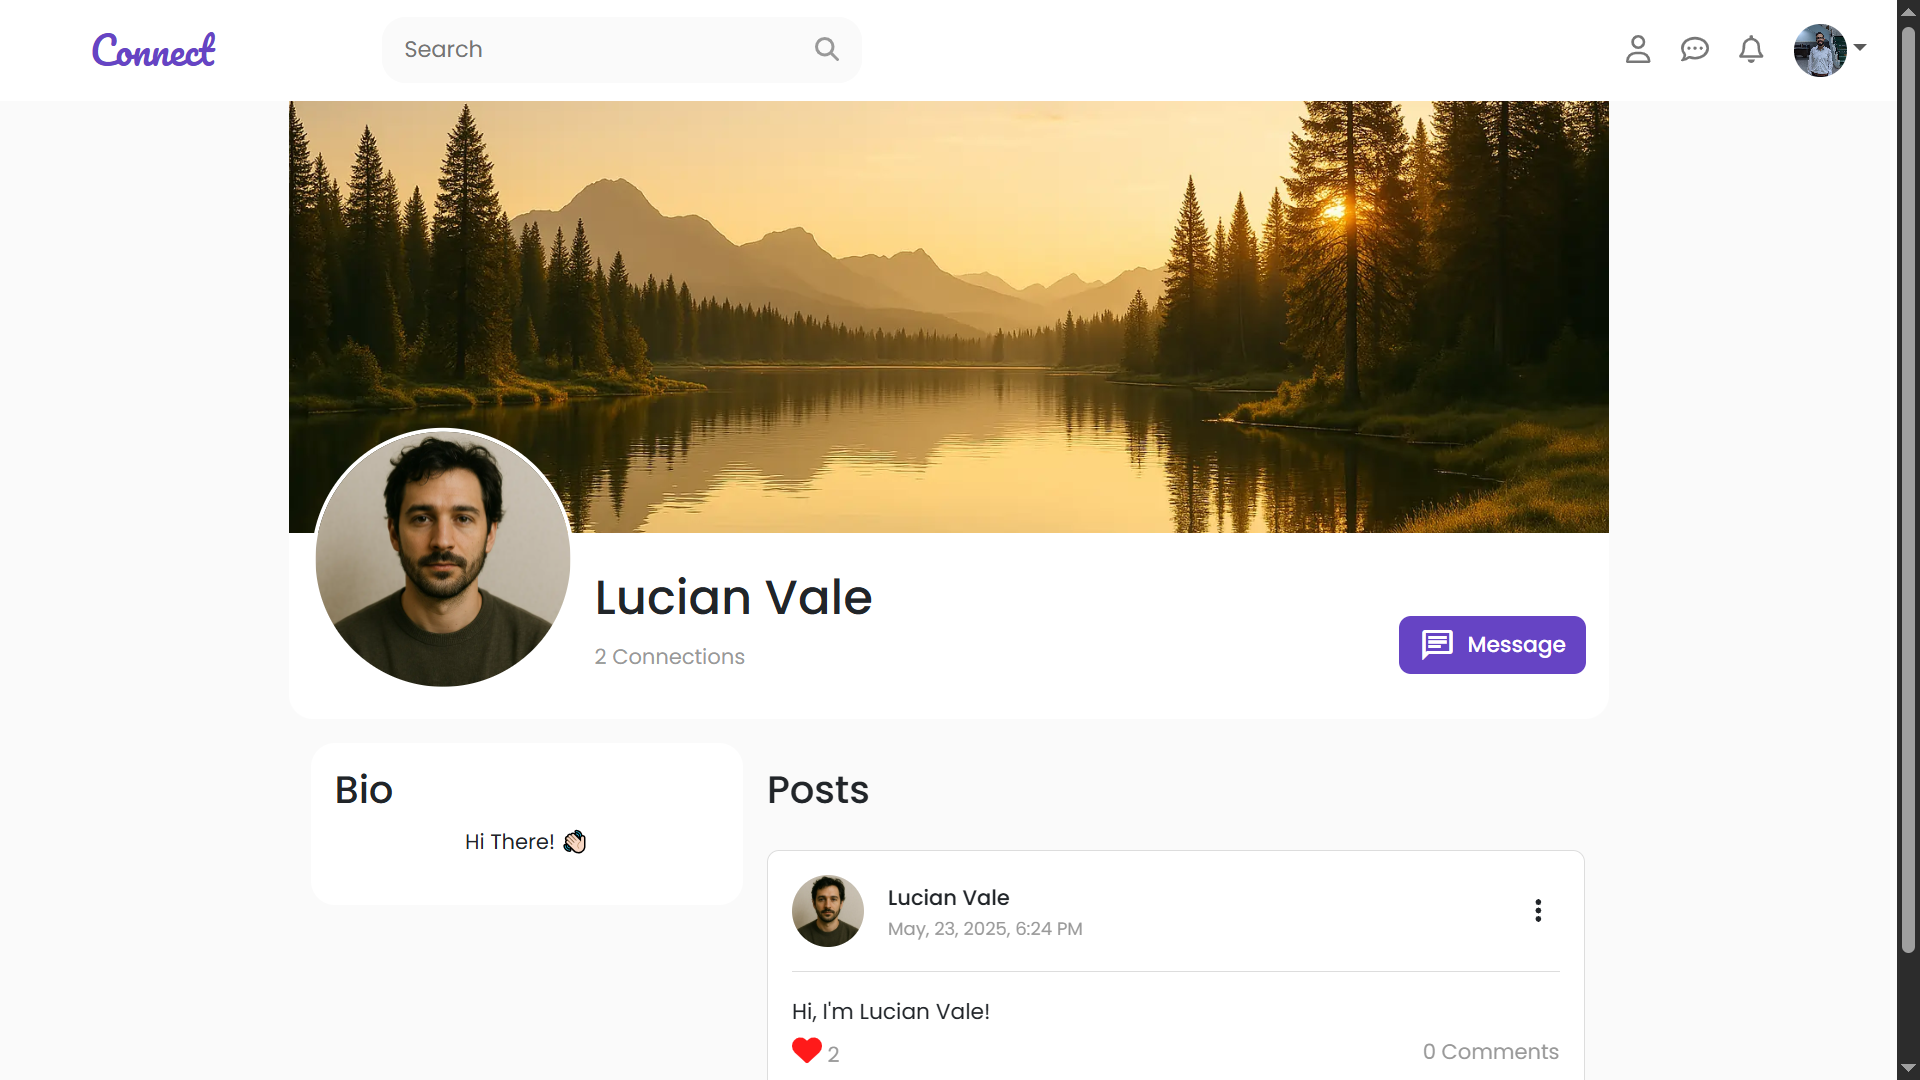 Connect
Search
Lucian Vale
2 Connections
Message
Bio
Hi There! 👋🏻
Posts
Lucian Vale
May, 23, 2025, 6:24 PM
Hi, I'm Lucian Vale!
2
0 Comments